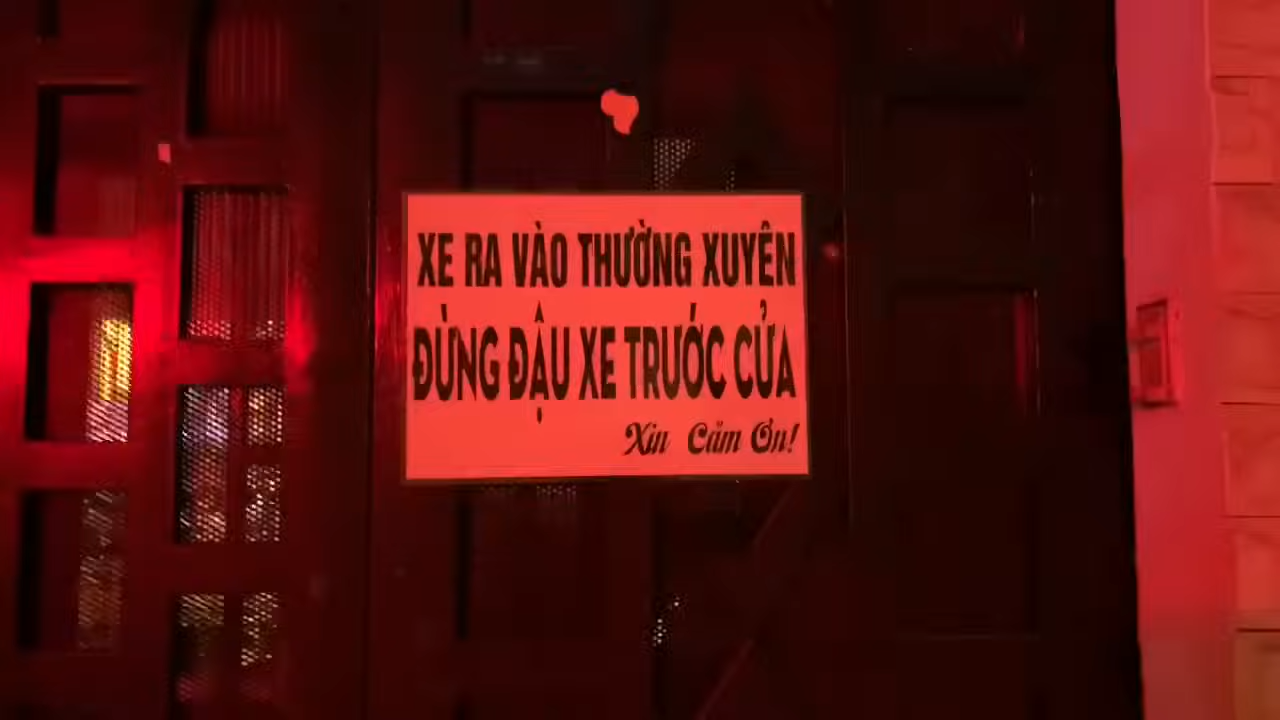 XE RA VÀO THƯỜNG XUYÊN
ĐỪNG ĐẬU XE TRƯỚC CỬA
Xin Cảm Ơn!